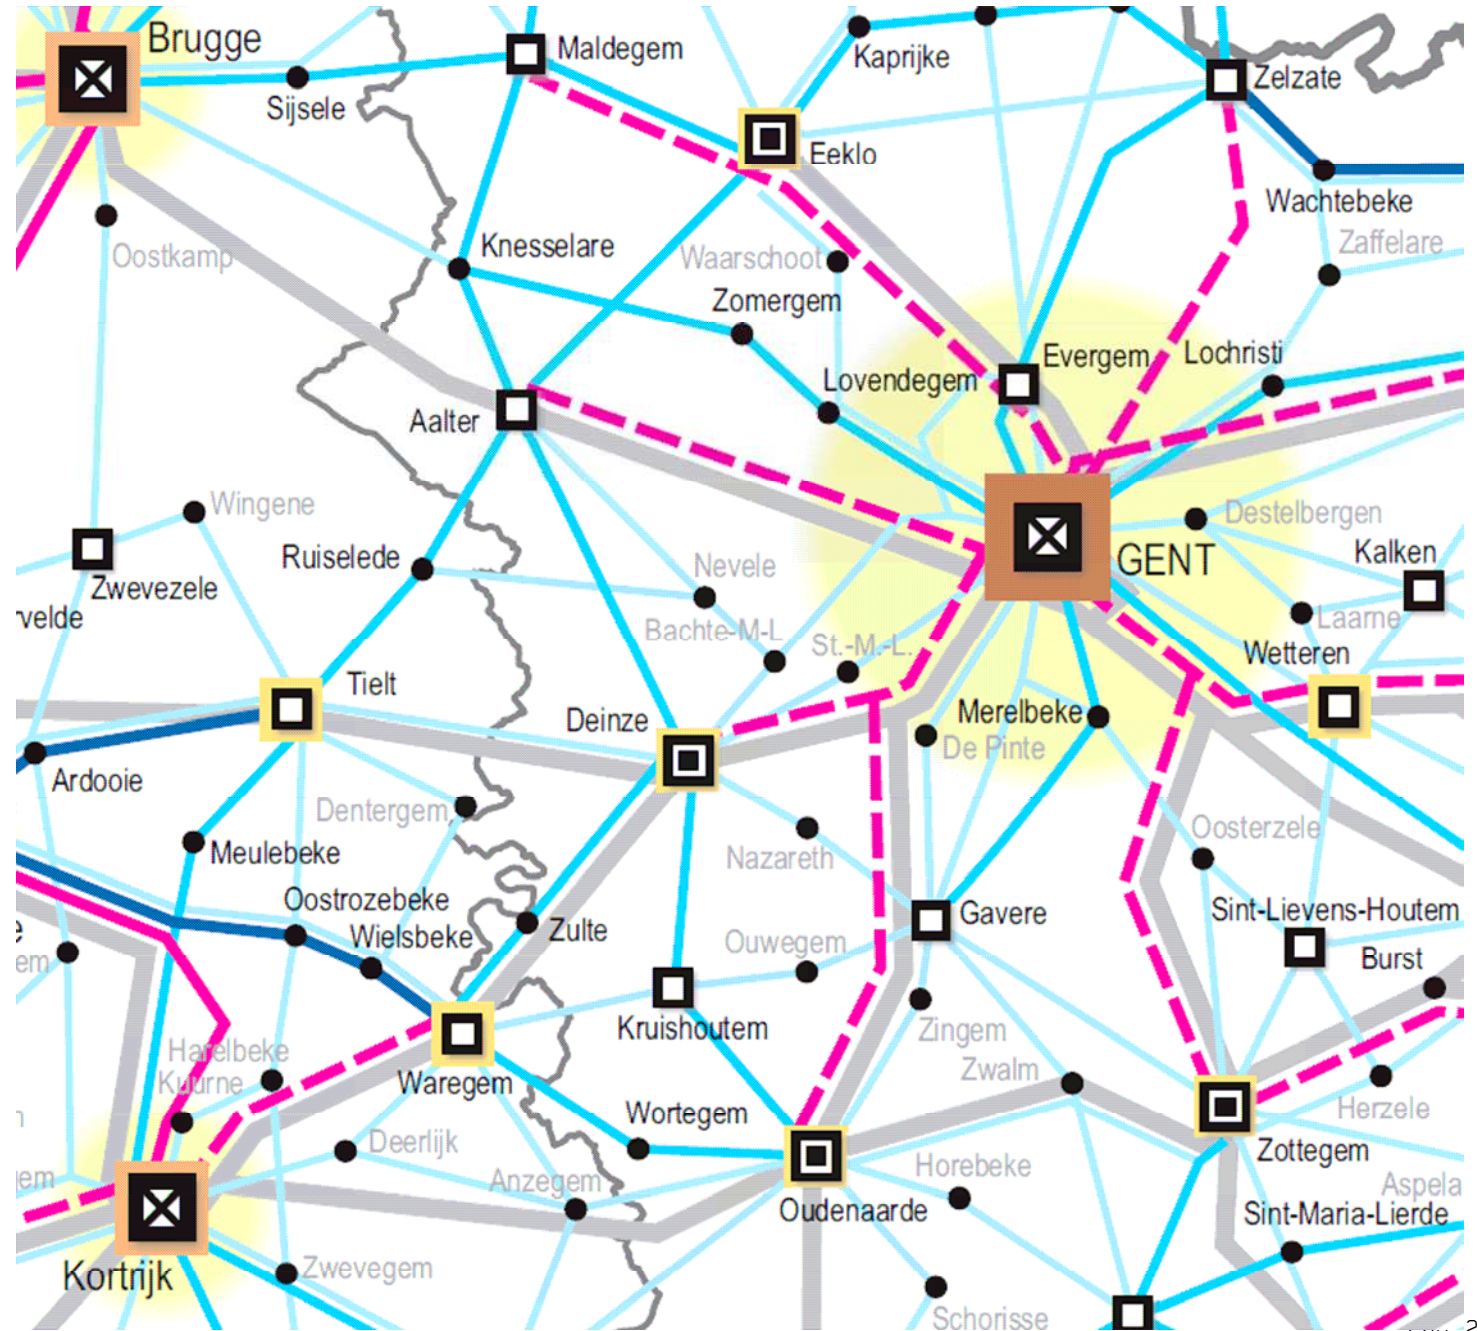 Brugge
Maldegem
Kaprijke
Zelzate
Sijsele
Eeklo
Wachtebeke
Zaffelare
Oostkamp
Knesselare
Waarschoot
Zomergem
Evergem
Lochristi
Lovendegem
Aalter
Wingene
Destelbergen
Ruiselede
Kalken
GENT
Nevele
Zwevezele
rvelde
Laarne
Bachte-M-L
St.-M.-L.
Wetteren
Tielt
Deinze
Merelbeke
De Pinte
Ardooie
Dentergem
Oosterzele
Meulebeke
Nazareth
Oostrozebeke
Sint-Lievens-Houtem
Gavere
Zulte
Wielsbeke
Ouwegem
Burst
e
em
Kruishoutem
Zingem
Harelbeke
Zwalm
Kuurne
Waregem
Wortegem
Herzele
Deerlijk
Zottegem
Horebeke
em
Anzegem
Aspela
Oudenaarde
Sint-Maria-Lierde
Kortrijk
Zwevegem
Schorisse